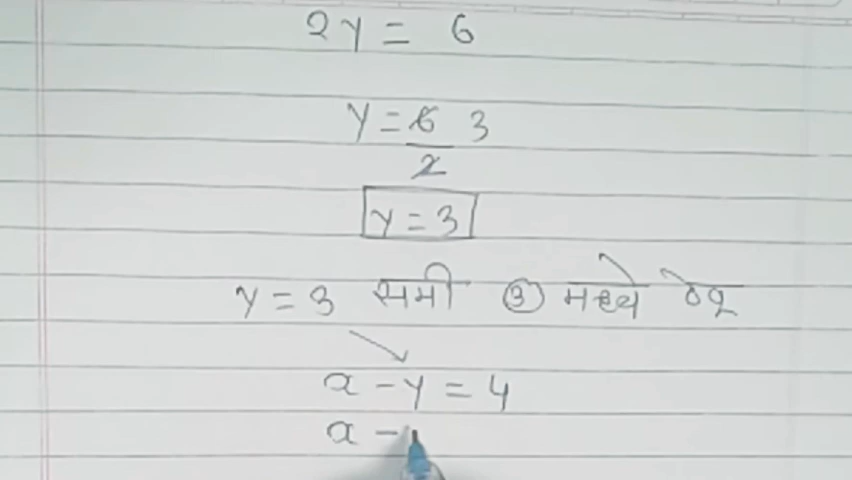 2y = 6
y = 6 3
2
y = 3
y = 3 समी ③ मध्ये ठेवू
x - y = 4
x -